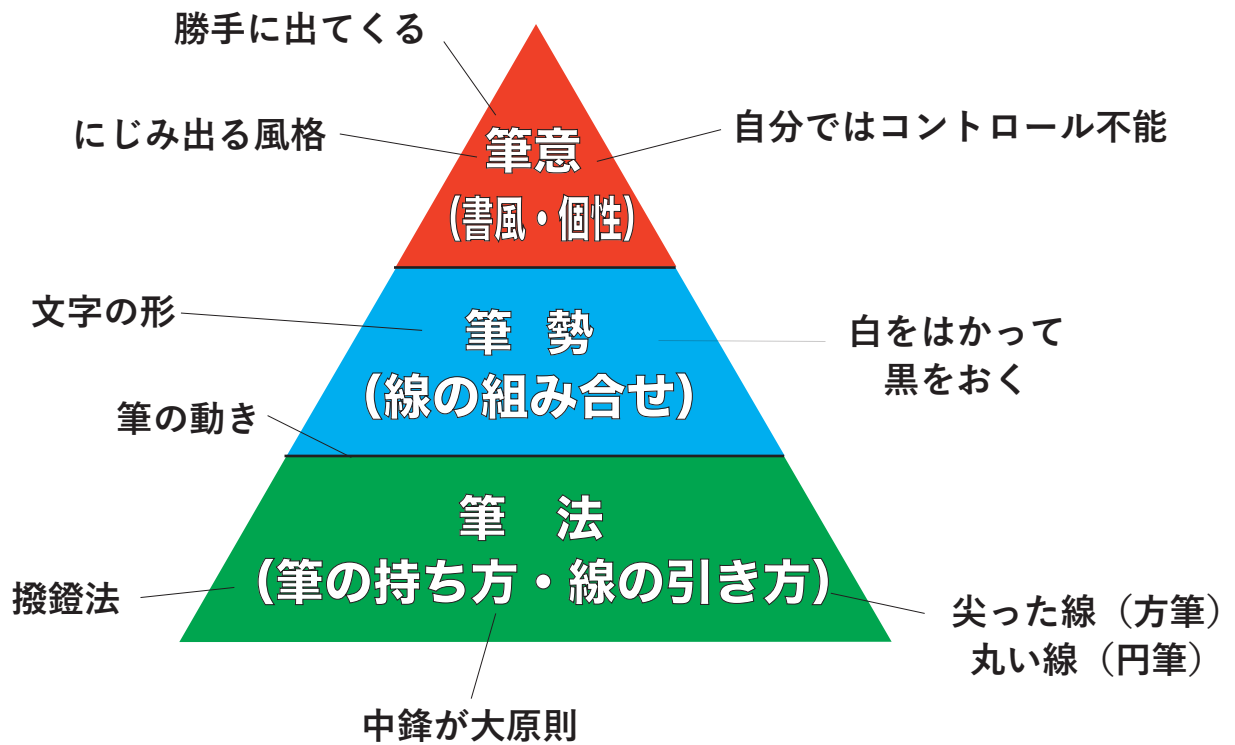 勝手に出てくる
にじみ出る風格
自分ではコントロール不能
筆意
(書風・個性)
文字の形
筆 勢
(線の組み合せ)
白をはかって
黒をおく
筆の動き
筆 法
(筆の持ち方・線の引き方)
撥鐙法
尖った線(方筆)
丸い線(円筆)
中鋒が大原則